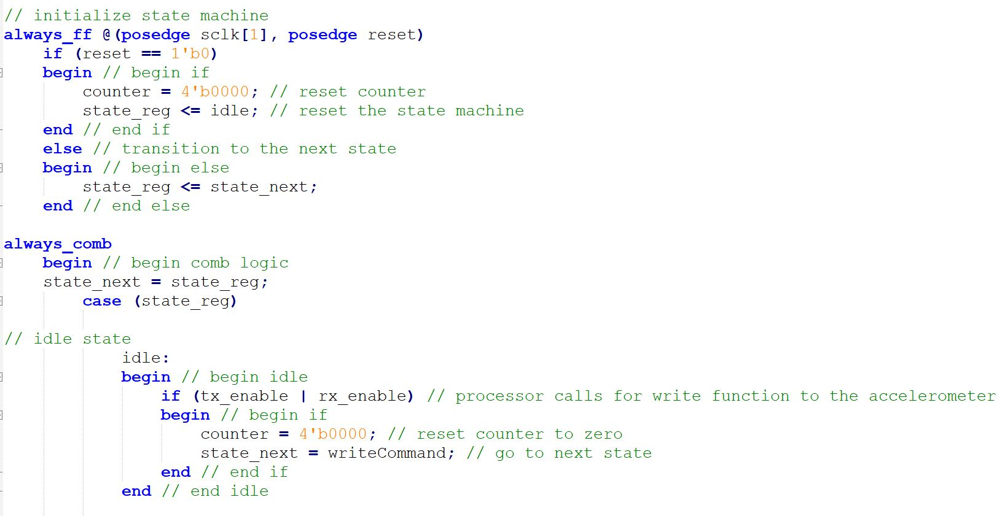 // initialize state machine
always_ff @(posedge sclk[1], posedge reset)
    if (reset == 1'b0)
    begin // begin if
        counter = 4'b0000; // reset counter
        state_reg <= idle; // reset the state machine
    end // end if
    else // transition to the next state
    begin // begin else
        state_reg <= state_next;
    end // end else

always_comb
    begin // begin comb logic
    state_next = state_reg;
        case (state_reg)

// idle state
            idle:
            begin // begin idle
                if (tx_enable | rx_enable) // processor calls for write function to the accelerometer
                begin // begin if
                    counter = 4'b0000; // reset counter to zero
                    state_next = writeCommand; // go to next state
                end // end if
            end // end idle